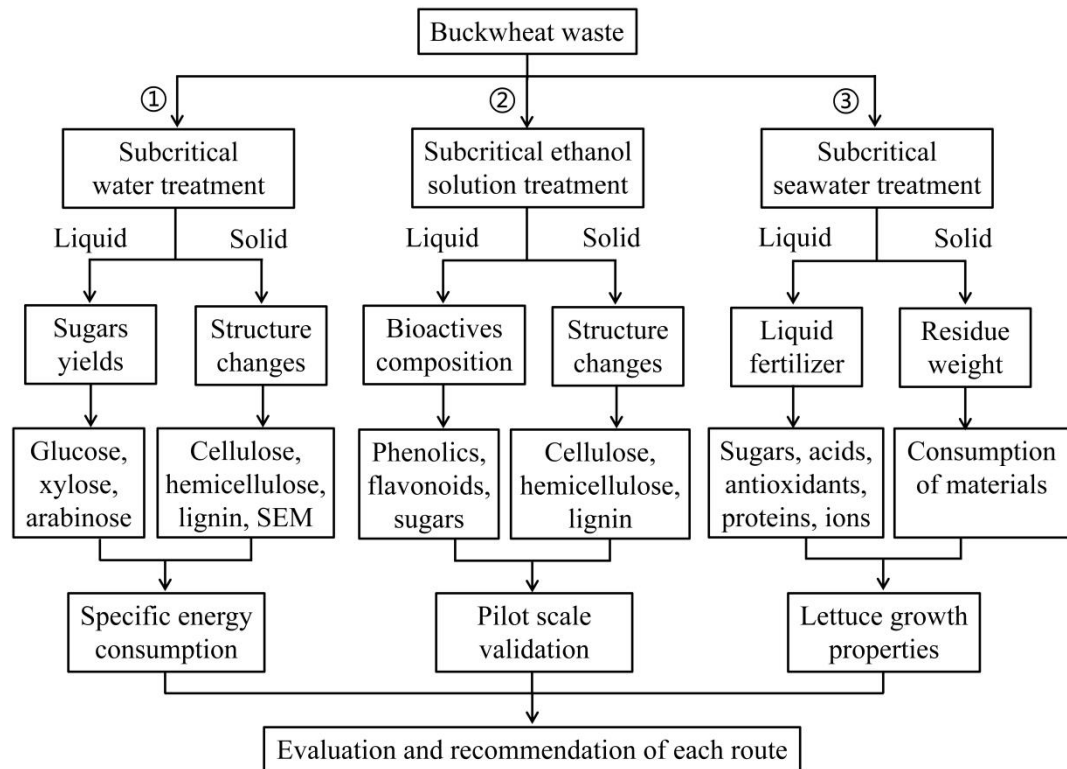 Buckwheat waste
①
②
③
Subcritical
water treatment
Subcritical ethanol
solution treatment
Subcritical
seawater treatment
Liquid
Solid
Liquid
Solid
Liquid
Solid
Sugars
yields
Structure
changes
Bioactives
composition
Structure
changes
Liquid
fertilizer
Residue
weight
Glucose,
xylose,
arabinose
Cellulose,
hemicellulose,
lignin, SEM
Phenolics,
flavonoids,
sugars
Cellulose,
hemicellulose,
lignin
Sugars, acids,
antioxidants,
proteins, ions
Consumption
of materials
Specific energy
consumption
Pilot scale
validation
Lettuce growth
properties
Evaluation and recommendation of each route